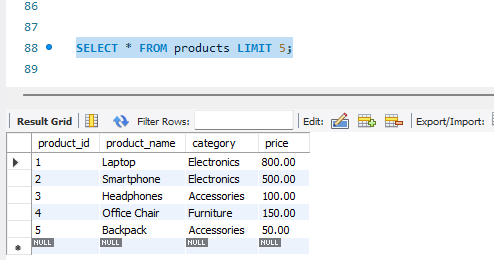 86
87
88 SELECT * FROM products LIMIT 5;
89
Result Grid Filter Rows: Edit: Export/Import:
product_id product_name category price
1 Laptop Electronics 800.00
2 Smartphone Electronics 500.00
3 Headphones Accessories 100.00
4 Office Chair Furniture 150.00
5 Backpack Accessories 50.00
NULL NULL NULL NULL